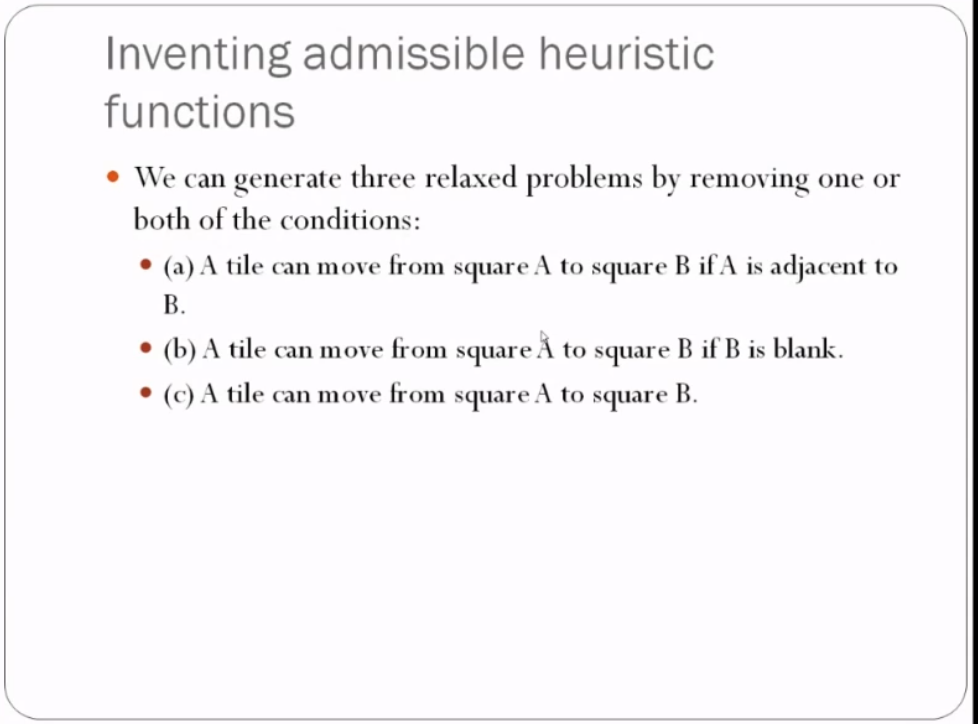 Inventing admissible heuristic
functions
We can generate three relaxed problems by removing one or
both of the conditions:
(a) A tile can move from square A to square B if A is adjacent to
B.
(b) A tile can move from square A to square B if B is blank.
(c) A tile can move from square A to square B.